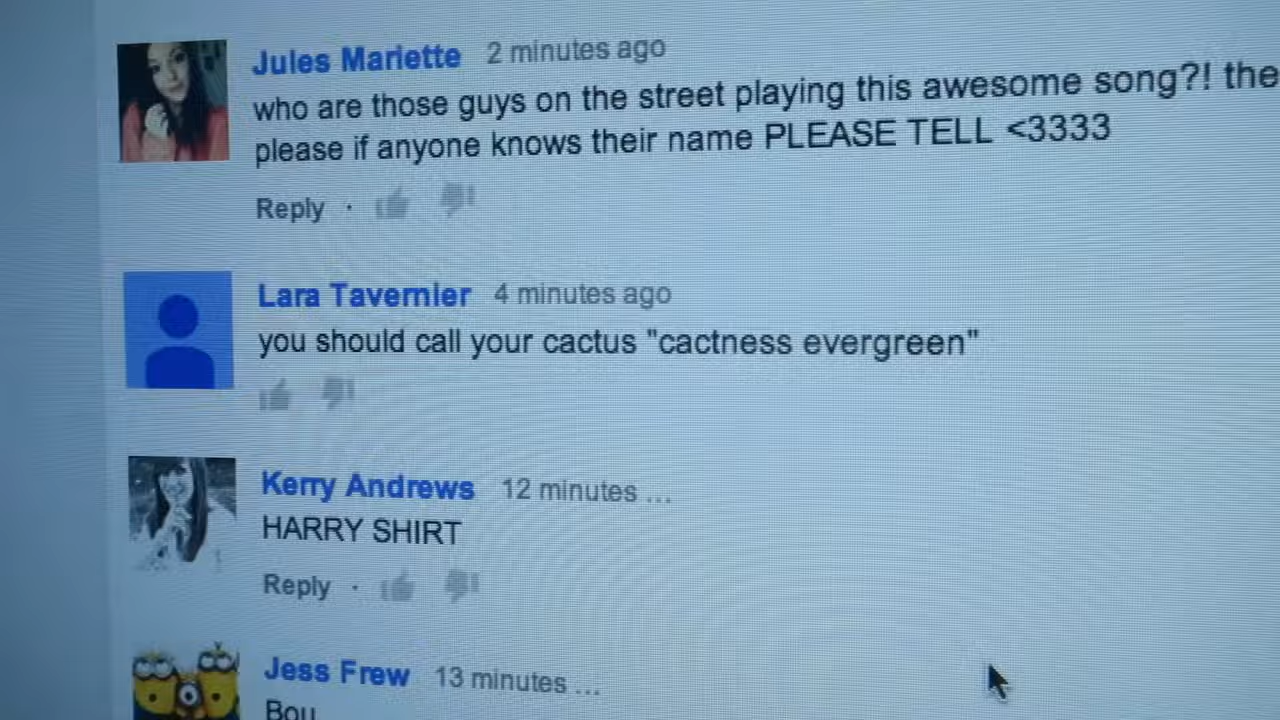 Jules Marlette 2 minutes ago
who are those guys on the street playing this awesome song?! the
please if anyone knows their name PLEASE TELL <3333
Reply ·
Lara Tavernier 4 minutes ago
you should call your cactus "cactness evergreen"
Kerry Andrews 12 minutes ...
HARRY SHIRT
Reply ·
Jess Frew 13 minutes ...